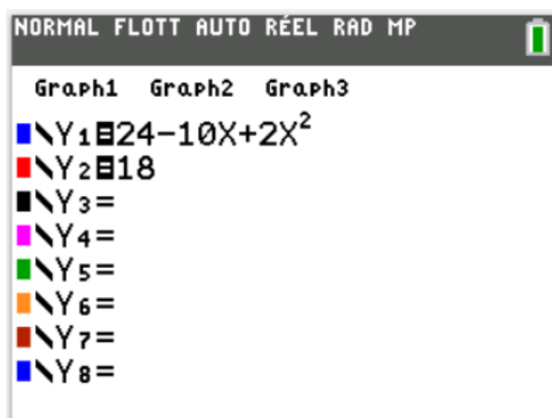 NORMAL FLOTT AUTO RÉEL RAD MP
Graph1 Graph2 Graph3
\Y1=24-10X+2X²
\Y2=18
\Y3=
\Y4=
\Y5=
\Y6=
\Y7=
\Y8=